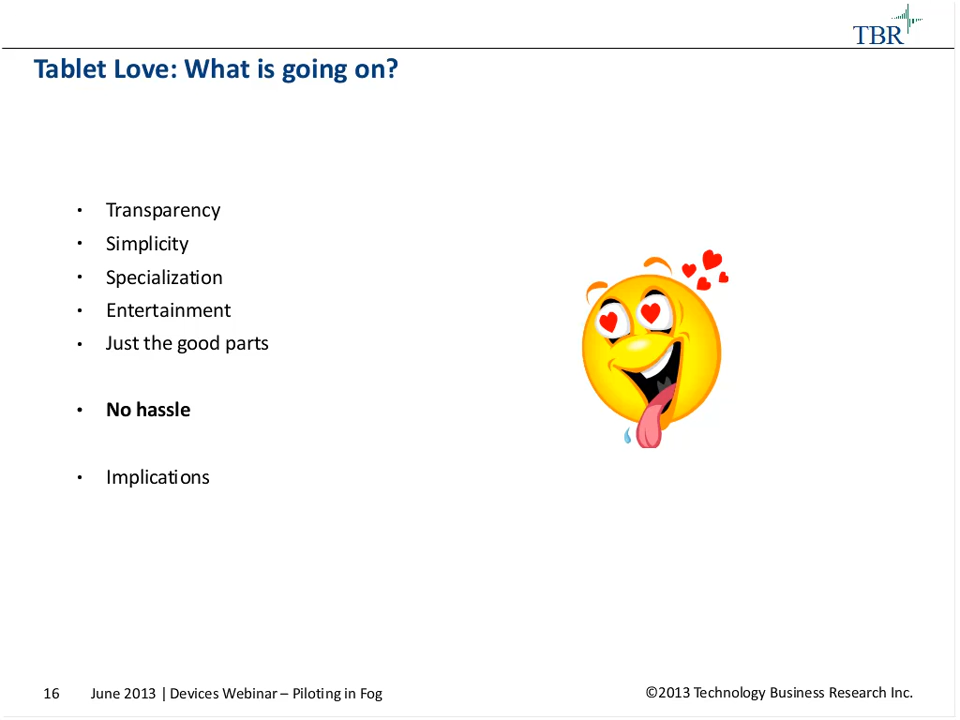 TBR
Tablet Love: What is going on?
• Transparency
• Simplicity
• Specialization
• Entertainment
• Just the good parts
• No hassle
• Implications
16 June 2013 | Devices Webinar – Piloting in Fog ©2013 Technology Business Research Inc.